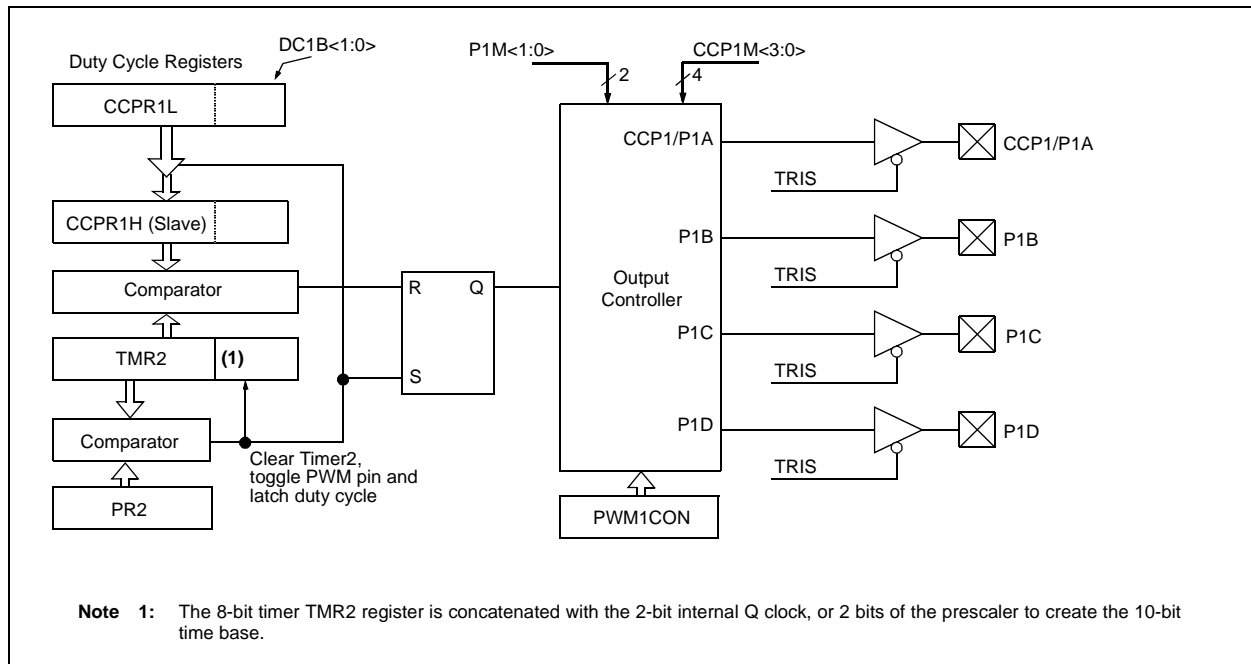 DC1B<1:0>
Duty Cycle Registers
CCPR1L
CCPR1H (Slave)
Comparator
TMR2
(1)
Comparator
PR2
Clear Timer2,
toggle PWM pin and
latch duty cycle
R
Q
S
P1M<1:0>
2
CCP1M<3:0>
4
Output
Controller
CCP1/P1A
P1B
P1C
P1D
PWM1CON
TRIS
CCP1/P1A
TRIS
P1B
TRIS
P1C
TRIS
P1D
Note 1: The 8-bit timer TMR2 register is concatenated with the 2-bit internal Q clock, or 2 bits of the prescaler to create the 10-bit
time base.